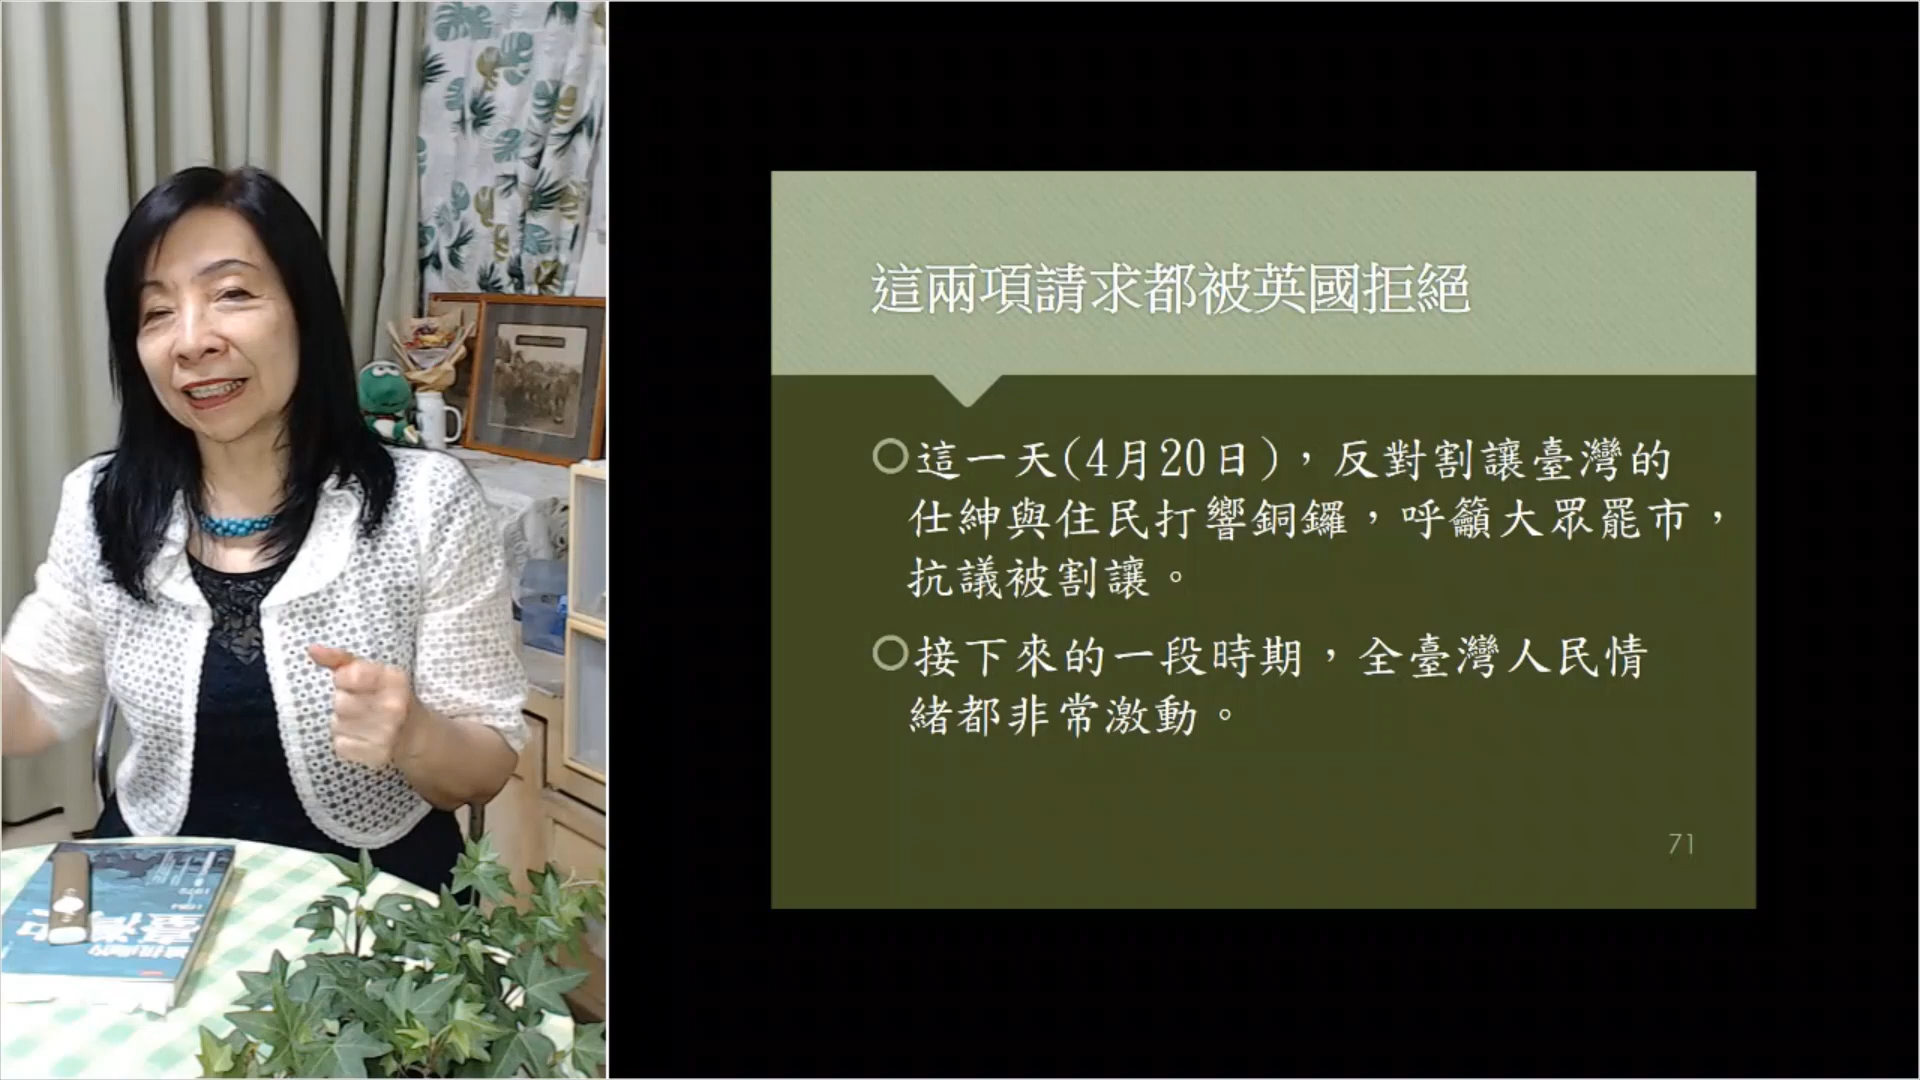 這兩項請求都被英國拒絕
這一天(4月20日)，反對割讓臺灣的
仕紳與住民打響銅鑼，呼籲大眾罷市，
抗議被割讓。
接下來的一段時期，全臺灣人民情
緒都非常激動。
71